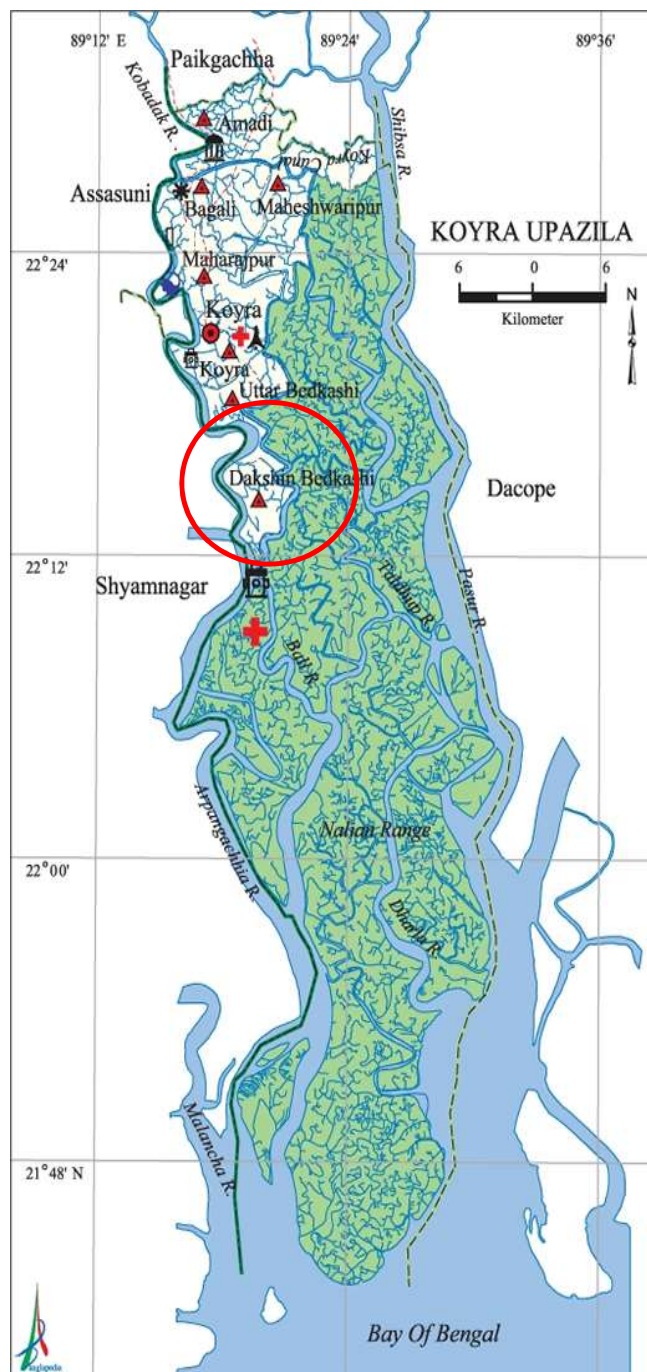 89°12' E
89°24'
89°36'
Paikgachha
Kobadak R.
Shibsa R.
Amadi
Koyra Canal
Assasuni
Bagali
Maheshwaripur
KOYRA UPAZILA
22°24'
Maharajpur
6 0 6
Kilometer
N
Koyra
Koyra
Uttar Bedkashi
Dakshin Bedkashi
Dacope
22°12'
Shyamnagar
Pasur R.
Ball R.
Arpangachhia R.
Nalian Range
22°00'
Malancha R.
21°48' N
Bay Of Bengal
banglapedia